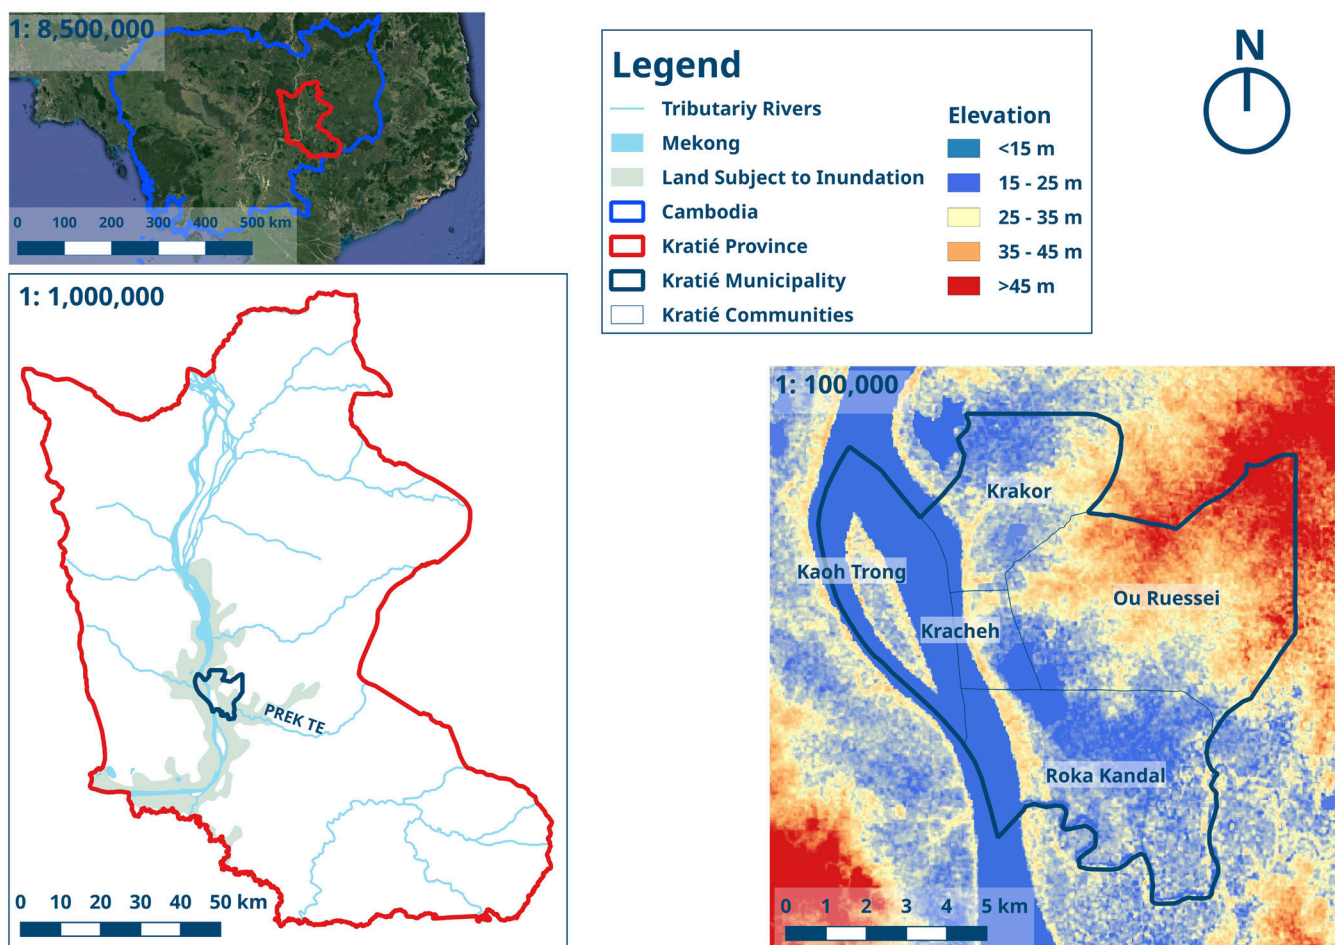 1: 8,500,000
0 100 200 300 400 500 km
Legend
Tributariy Rivers
Mekong
Land Subject to Inundation
Cambodia
Kratié Province
Kratié Municipality
Kratié Communities
Elevation
<15 m
15 - 25 m
25 - 35 m
35 - 45 m
>45 m
N
1: 1,000,000
PREK TE
0 10 20 30 40 50 km
1: 100,000
Krakor
Kaoh Trong
Ou Ruessei
Kracheh
Roka Kandal
0 1 2 3 4 5 km